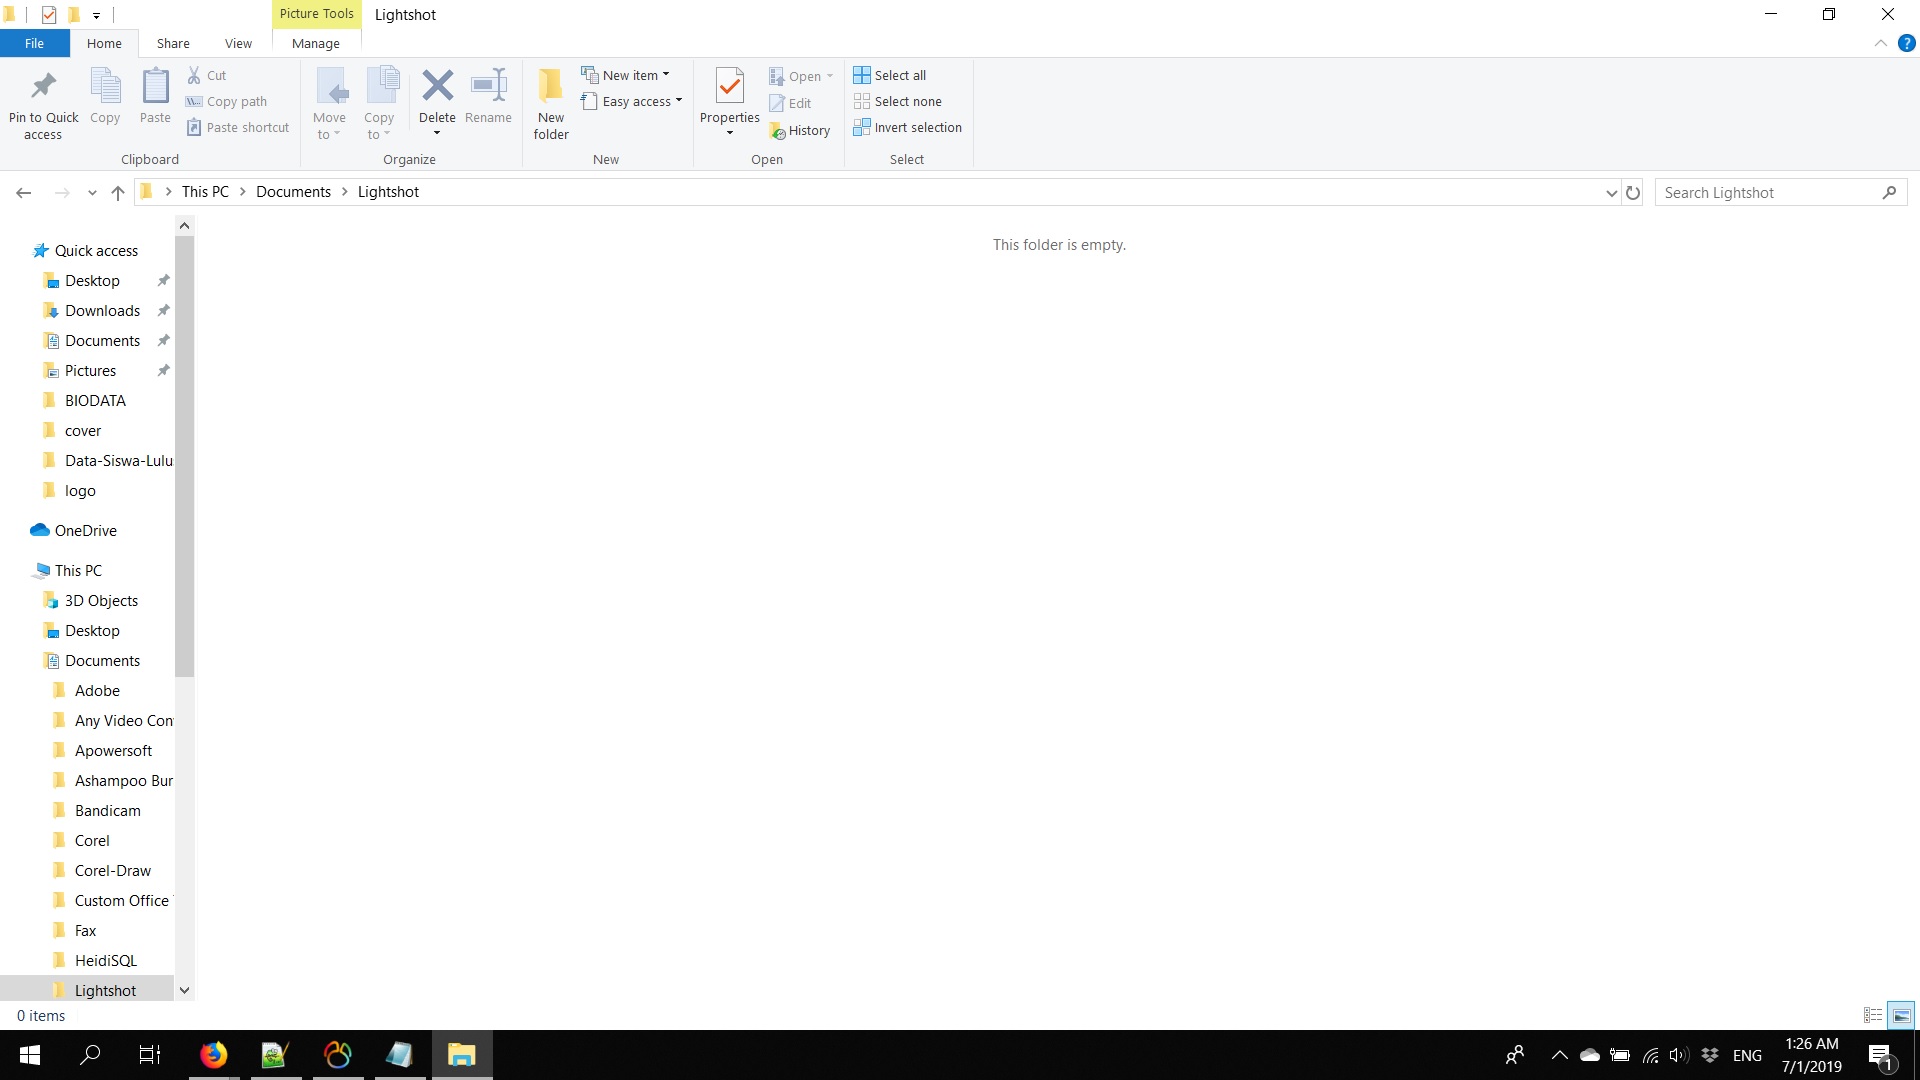 Picture Tools
Lightshot
File
Home
Share
View
Manage
Pin to Quick access
Copy
Paste
Cut
Copy path
Paste shortcut
Clipboard
Move to
Copy to
Delete
Rename
Organize
New folder
New item
Easy access
New
Properties
Open
Edit
History
Open
Select all
Select none
Invert selection
Select
This PC
Documents
Lightshot
Search Lightshot
This folder is empty.
Quick access
Desktop
Downloads
Documents
Pictures
BIODATA
cover
Data-Siswa-Lulu
logo
OneDrive
This PC
3D Objects
Desktop
Documents
Adobe
Any Video Con
Apowersoft
Ashampoo Bur
Bandicam
Corel
Corel-Draw
Custom Office
Fax
HeidiSQL
Lightshot
0 items
ENG
1:26 AM
7/1/2019
1